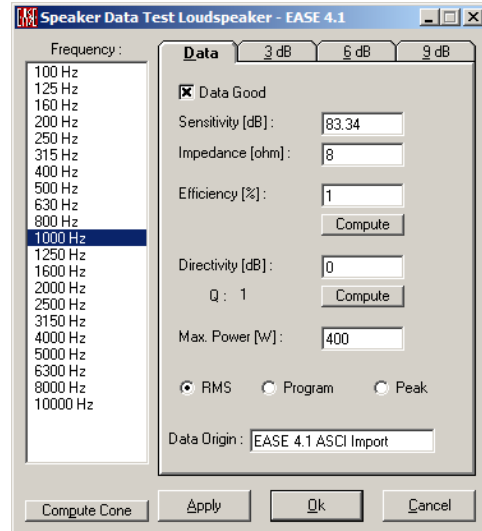 Speaker Data Test Loudspeaker - EASE 4.1
Frequency :
100 Hz
125 Hz
160 Hz
200 Hz
250 Hz
315 Hz
400 Hz
500 Hz
630 Hz
800 Hz
1000 Hz
1250 Hz
1600 Hz
2000 Hz
2500 Hz
3150 Hz
4000 Hz
5000 Hz
6300 Hz
8000 Hz
10000 Hz
Compute Cone
Data 3 dB 6 dB 9 dB
Data Good
Sensitivity [dB] : 83.34
Impedance [ohm] : 8
Efficiency [%] : 1
Compute
Directivity [dB] : 0
Q : 1 Compute
Max. Power [W] : 400
RMS Program Peak
Data Origin : EASE 4.1 ASCI Import
Apply Ok Cancel